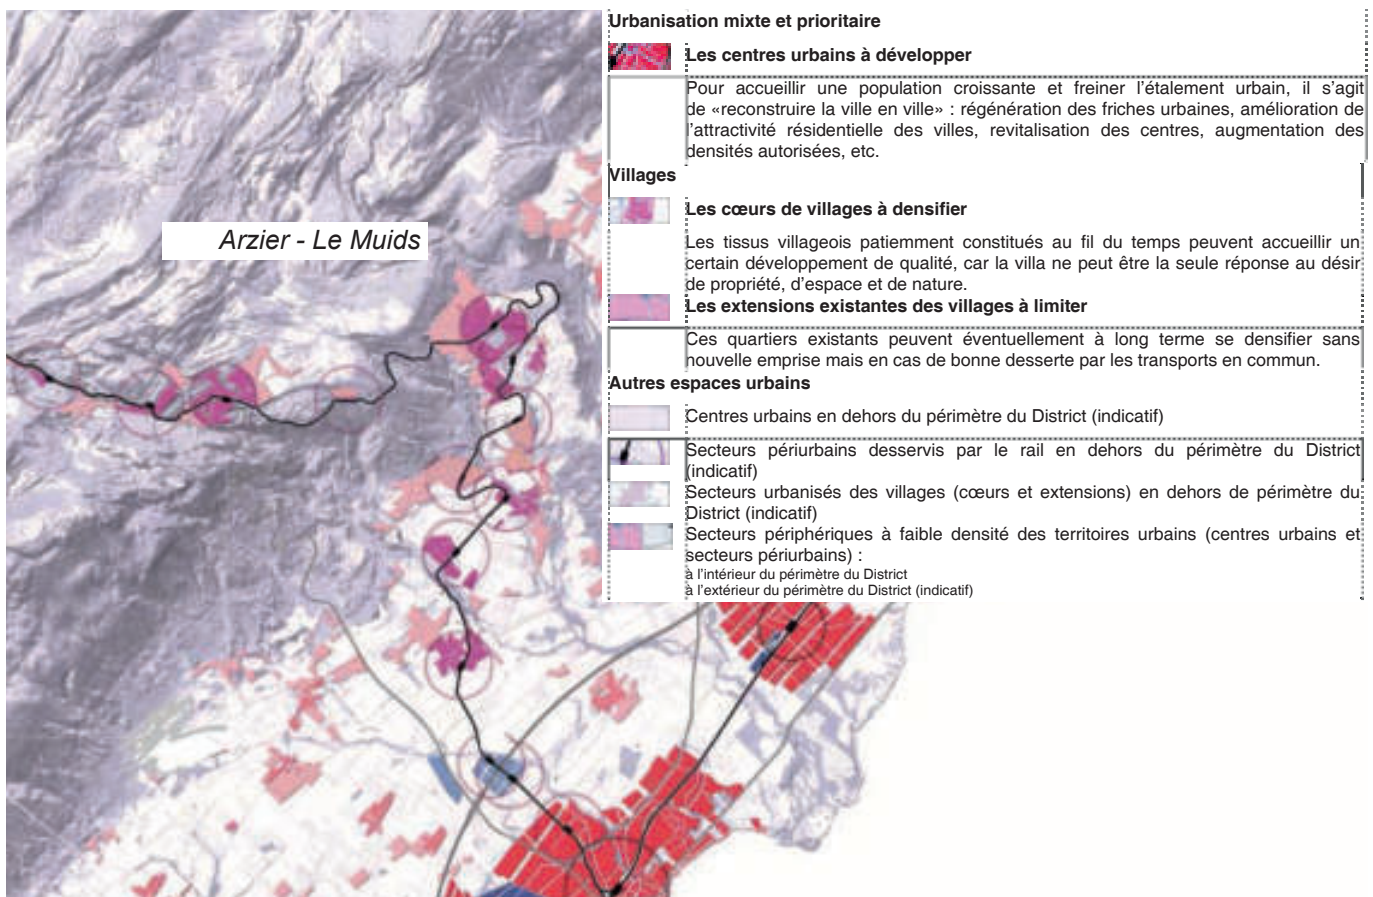 Arzier - Le Muids
Urbanisation mixte et prioritaire
Les centres urbains à développer
Pour accueillir une population croissante et freiner l'étalement urbain, il s'agit
de «reconstruire la ville en ville» : régénération des friches urbaines, amélioration de
l'attractivité résidentielle des villes, revitalisation des centres, augmentation des
densités autorisées, etc.
Villages
Les cœurs de villages à densifier
Les tissus villageois patiemment constitués au fil du temps peuvent accueillir un
certain développement de qualité, car la villa ne peut être la seule réponse au désir
de propriété, d'espace et de nature.
Les extensions existantes des villages à limiter
Ces quartiers existants peuvent éventuellement à long terme se densifier sans
nouvelle emprise mais en cas de bonne desserte par les transports en commun.
Autres espaces urbains
Centres urbains en dehors du périmètre du District (indicatif)
Secteurs périurbains desservis par le rail en dehors du périmètre du District
(indicatif)
Secteurs urbanisés des villages (cœurs et extensions) en dehors de périmètre du
District (indicatif)
Secteurs périphériques à faible densité des territoires urbains (centres urbains et
secteurs périurbains) :
à l'intérieur du périmètre du District
à l'extérieur du périmètre du District (indicatif)